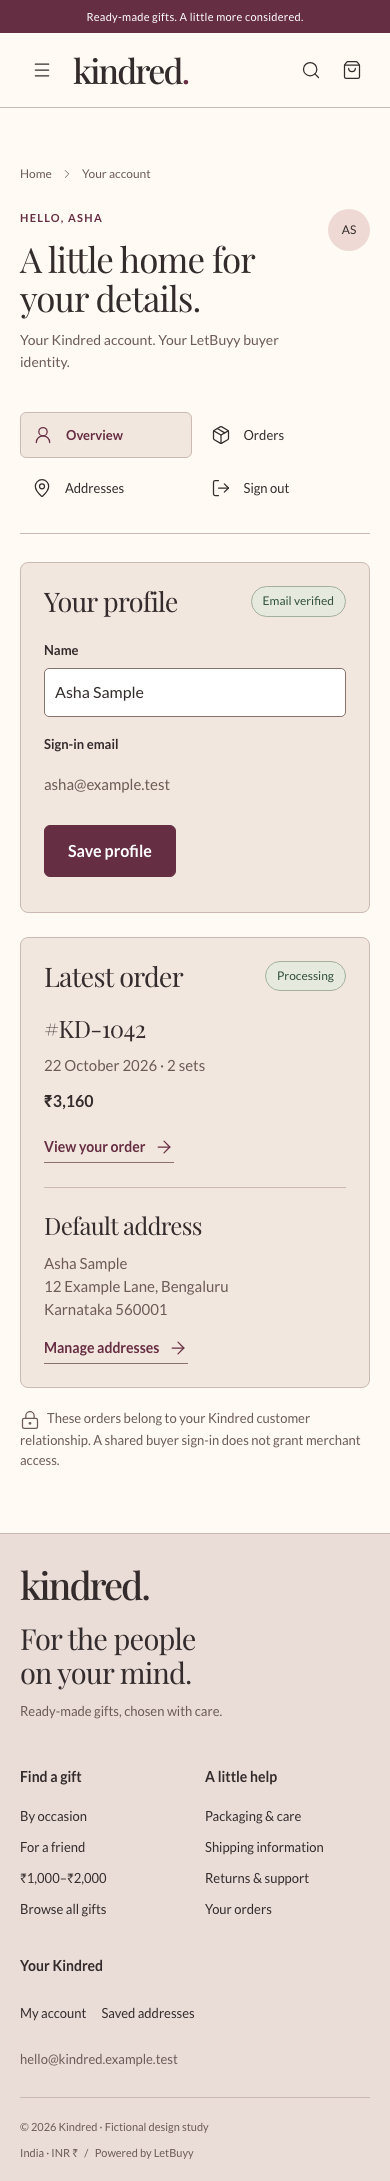 Ready-made gifts. A little more considered.
kindred.
Home > Your account
HELLO, ASHA
AS
A little home for
your details.
Your Kindred account. Your LetBuyy buyer
identity.
Overview
Orders
Addresses
Sign out
Your profile
Email verified
Name
Asha Sample
Sign-in email
asha@example.test
Save profile
Latest order
Processing
#KD-1042
22 October 2026 · 2 sets
₹3,160
View your order
Default address
Asha Sample
12 Example Lane, Bengaluru
Karnataka 560001
Manage addresses
These orders belong to your Kindred customer
relationship. A shared buyer sign-in does not grant merchant
access.
kindred.
For the people
on your mind.
Ready-made gifts, chosen with care.
Find a gift
By occasion
For a friend
₹1,000–₹2,000
Browse all gifts
A little help
Packaging & care
Shipping information
Returns & support
Your orders
Your Kindred
My account Saved addresses
hello@kindred.example.test
© 2026 Kindred · Fictional design study
India · INR ₹ / Powered by LetBuyy